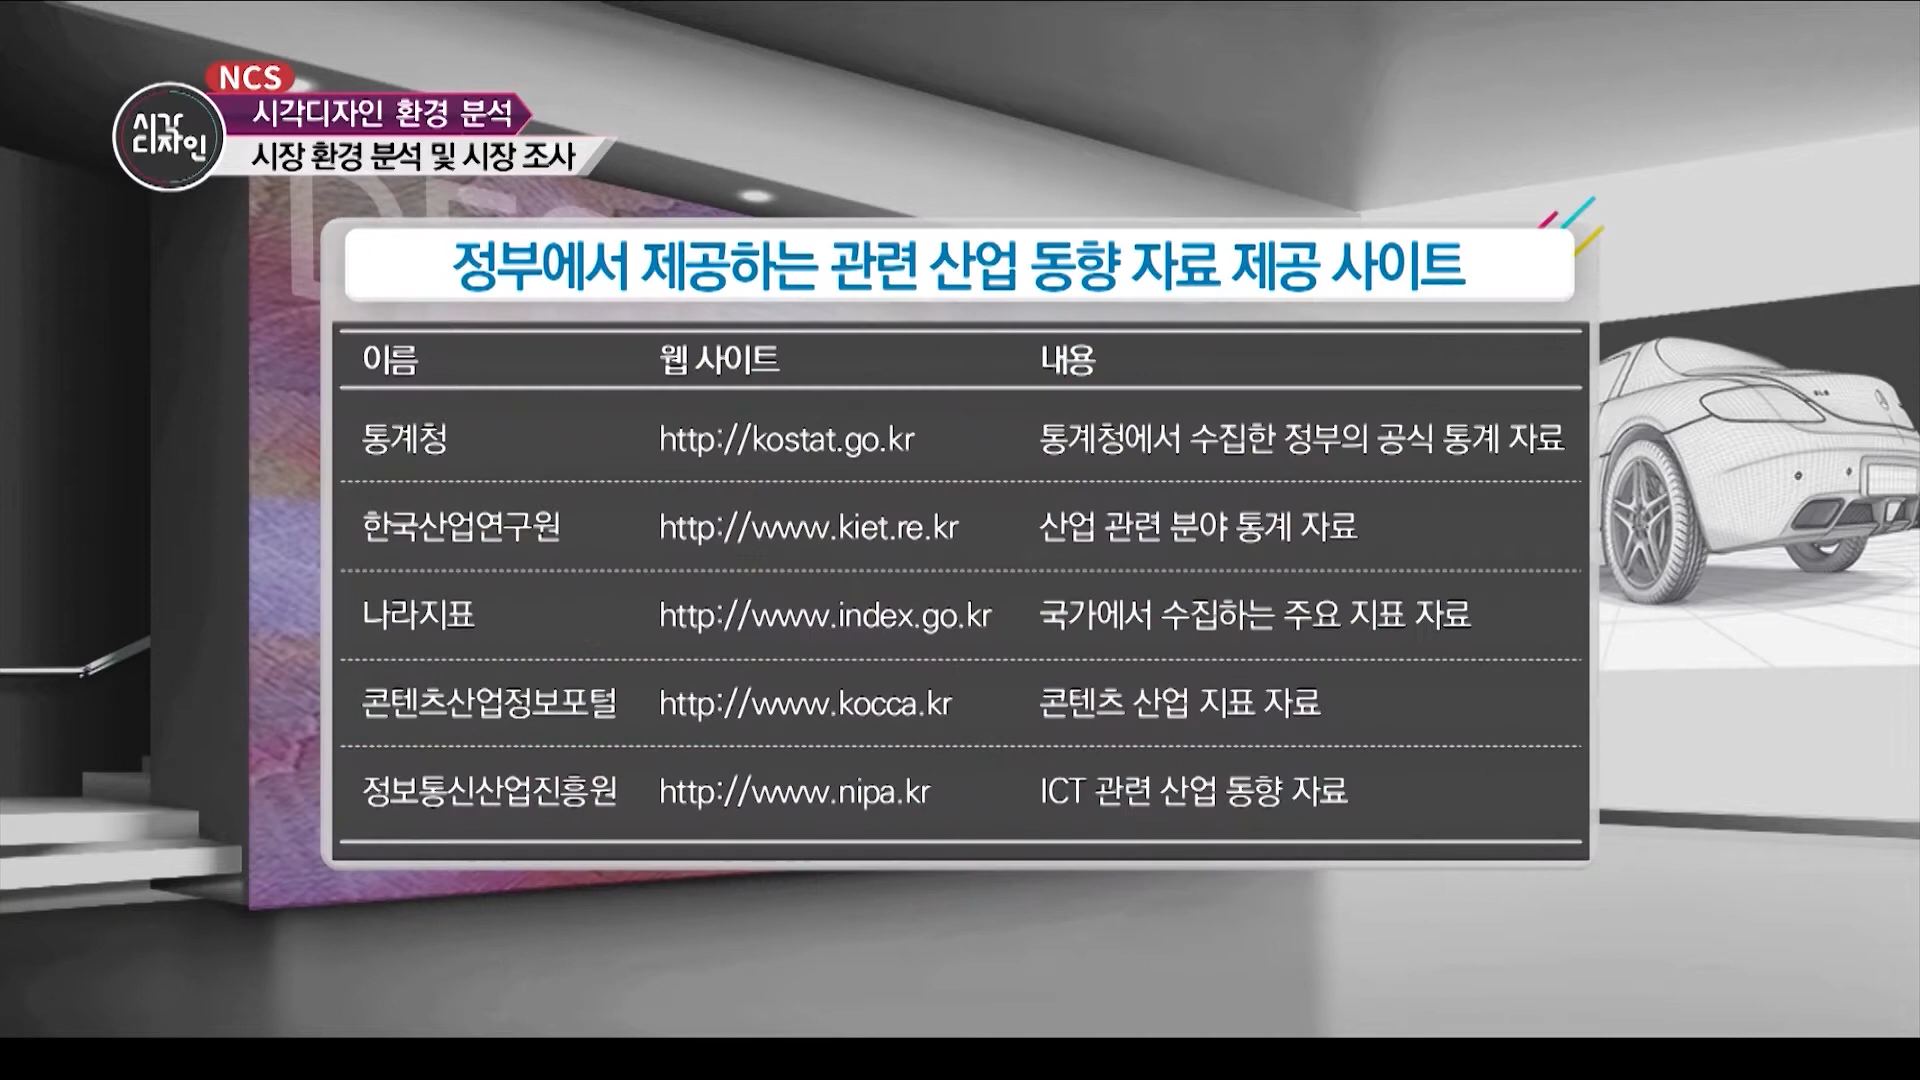 NCS
시각디자인 환경 분석
시각
디자인
시장 환경 분석 및 시장 조사
정부에서 제공하는 관련 산업 동향 자료 제공 사이트
이름 웹 사이트 내용
통계청 http://kostat.go.kr 통계청에서 수집한 정부의 공식 통계 자료
한국산업연구원 http://www.kiet.re.kr 산업 관련 분야 통계 자료
나라지표 http://www.index.go.kr 국가에서 수집하는 주요 지표 자료
콘텐츠산업정보포털 http://www.kocca.kr 콘텐츠 산업 지표 자료
정보통신산업진흥원 http://www.nipa.kr ICT 관련 산업 동향 자료